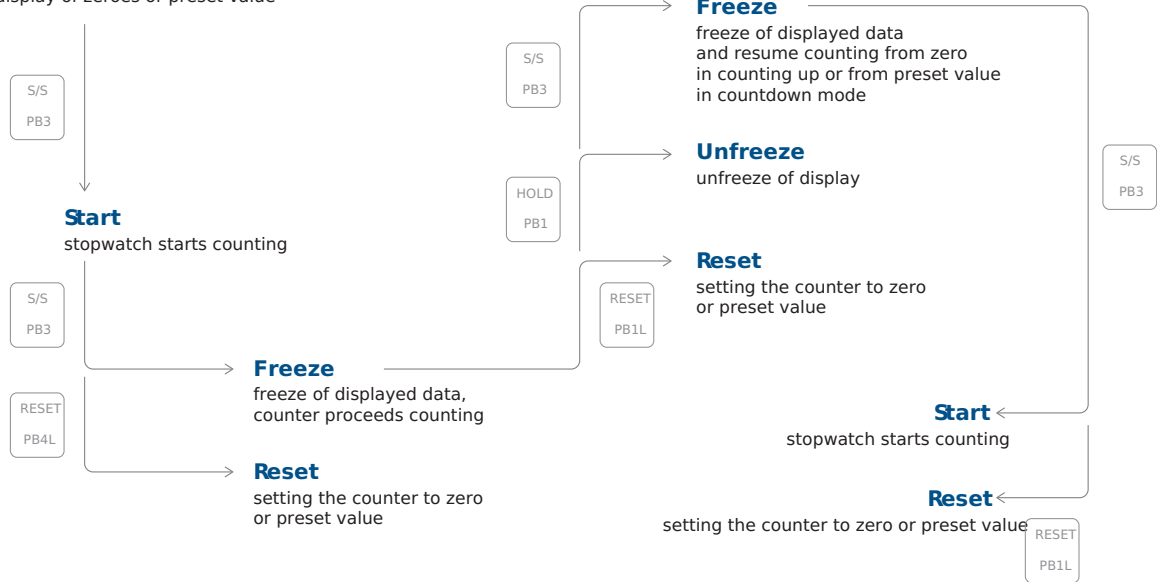 display of zeroes or preset value
S/S
PB3
Start
stopwatch starts counting
S/S
PB3
RESET
PB4L
Freeze
freeze of displayed data,
counter proceeds counting
Reset
setting the counter to zero
or preset value
S/S
PB3
HOLD
PB1
RESET
PB1L
Freeze
freeze of displayed data
and resume counting from zero
in counting up or from preset value
in countdown mode
Unfreeze
unfreeze of display
Reset
setting the counter to zero
or preset value
S/S
PB3
Start
stopwatch starts counting
Reset
setting the counter to zero or preset value
RESET
PB1L